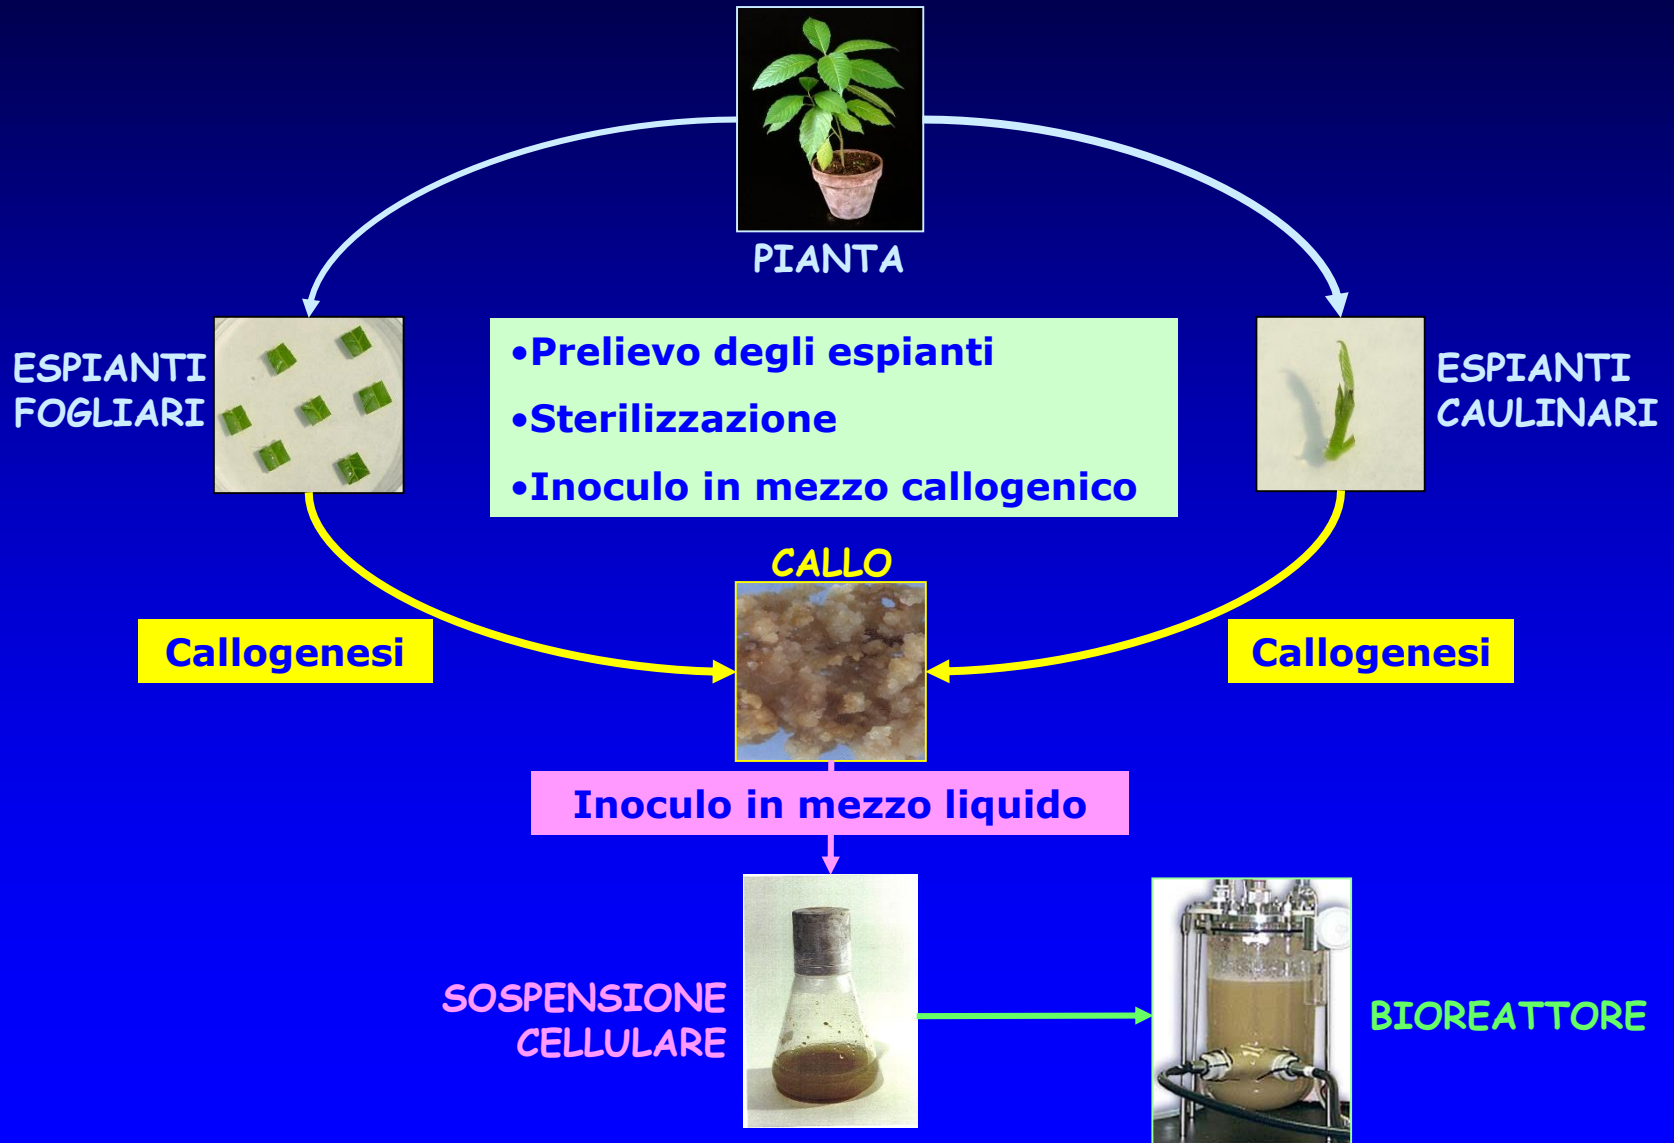 PIANTA
ESPIANTI
FOGLIARI
•Prelievo degli espianti
•Sterilizzazione
•Inoculo in mezzo callogenico
ESPIANTI
CAULINARI
CALLO
Callogenesi
Callogenesi
Inoculo in mezzo liquido
SOSPENSIONE
CELLULARE
BIOREATTORE